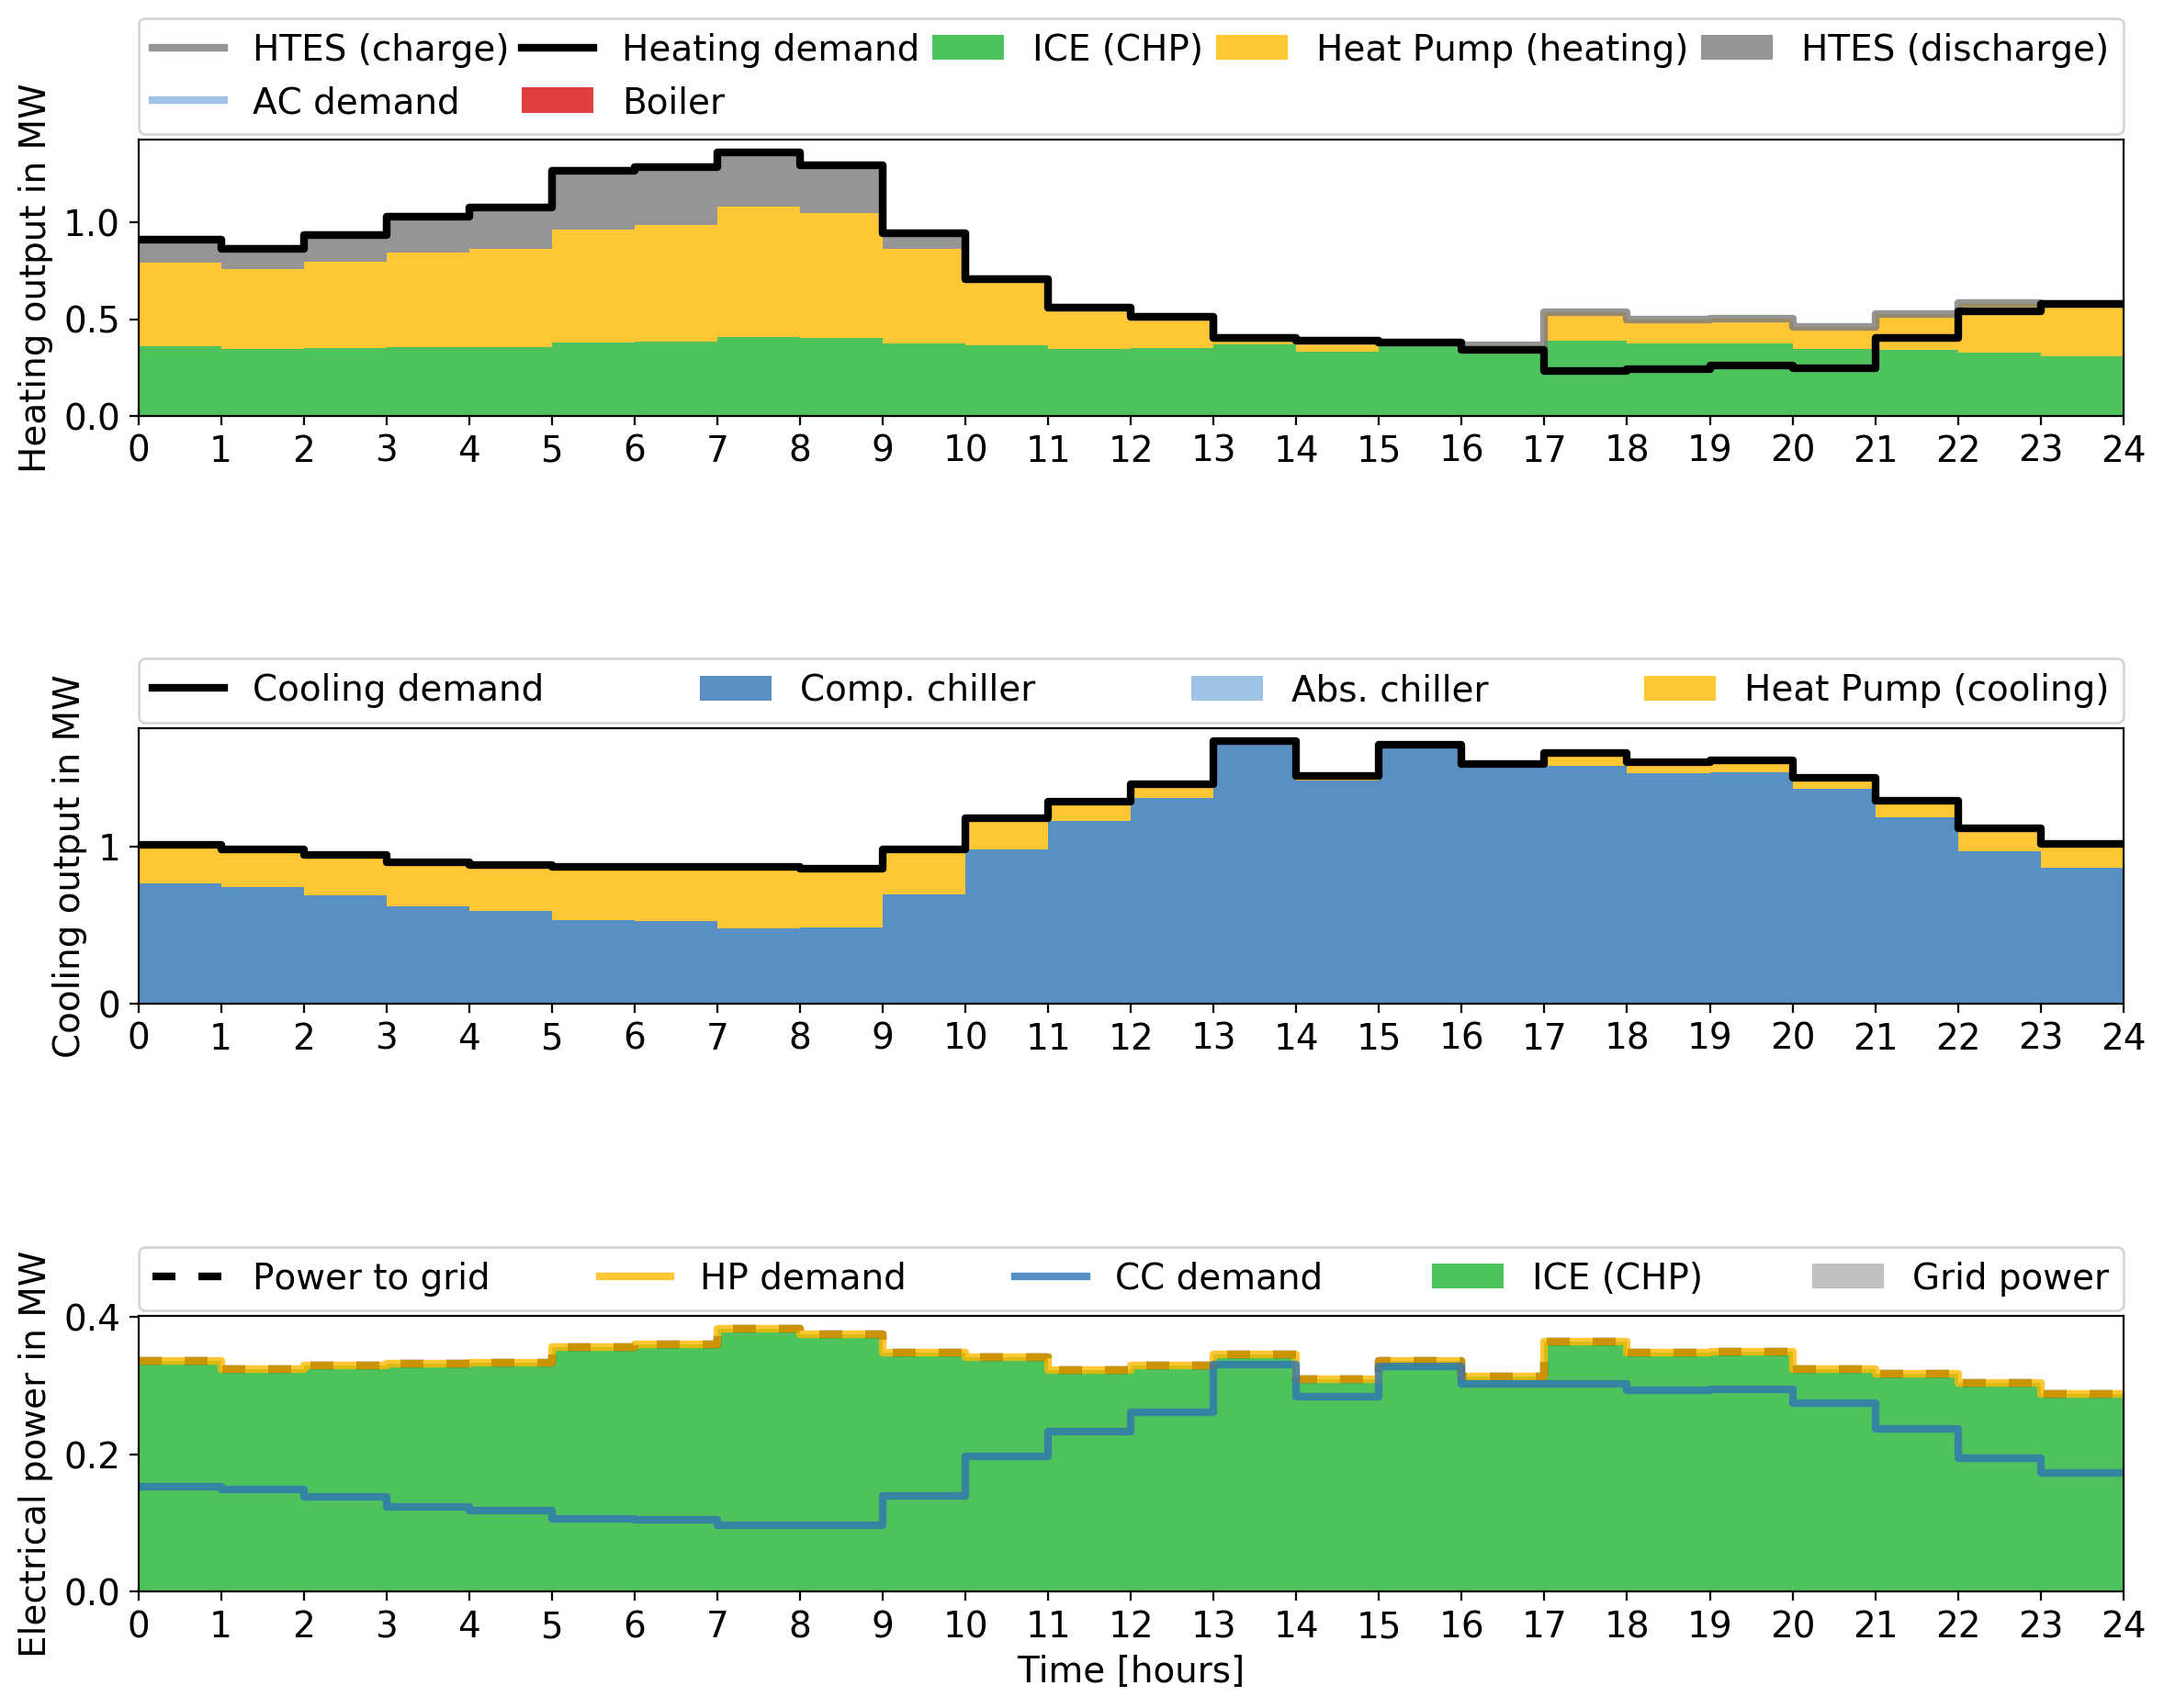 HTES (charge) Heating demand ICE (CHP) Heat Pump (heating) HTES (discharge)
AC demand Boiler
Heating output in MW
1.0
0.5
0.0
0 1 2 3 4 5 6 7 8 9 10 11 12 13 14 15 16 17 18 19 20 21 22 23 24
Cooling demand Comp. chiller Abs. chiller Heat Pump (cooling)
Cooling output in MW
1
0
0 1 2 3 4 5 6 7 8 9 10 11 12 13 14 15 16 17 18 19 20 21 22 23 24
Power to grid HP demand CC demand ICE (CHP) Grid power
Electrical power in MW
0.4
0.2
0.0
0 1 2 3 4 5 6 7 8 9 10 11 12 13 14 15 16 17 18 19 20 21 22 23 24
Time [hours]